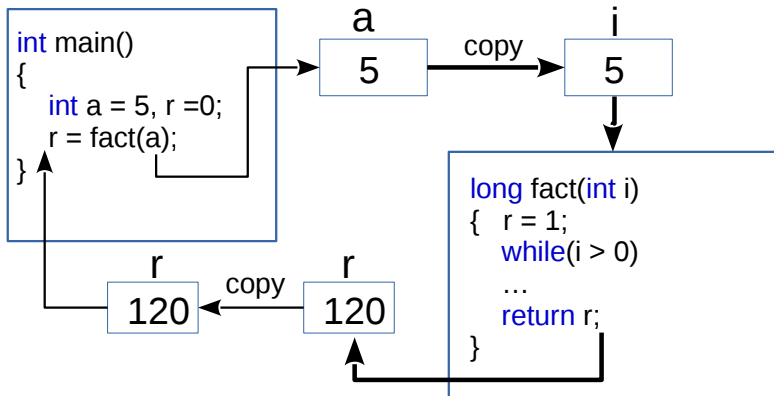 int main()
{
int a = 5, r =0;
r = fact(a);
}
a
5
copy
i
5
long fact(int i)
{ r = 1;
while(i > 0)
...
return r;
}
r
120
copy
r
120